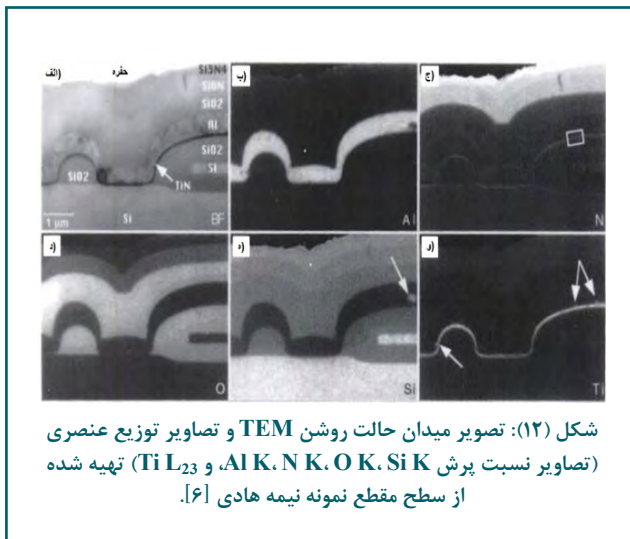 (الف
حفره
Si3N4
SiON
SiO2
Al
SiO2
Si
SiO2
TiN
Si
1 µm
BF
(ب
Al
(ج
N
(د
O
(ه
Si
(ر
Ti
شکل (۱۲): تصویر میدان حالت روشن TEM و تصاویر توزیع عنصری
(تصاویر نسبت پرش Al K، N K، O K، Si K، و Ti L₂₃) تهیه شده
از سطح مقطع نمونه نیمه هادی [۶].